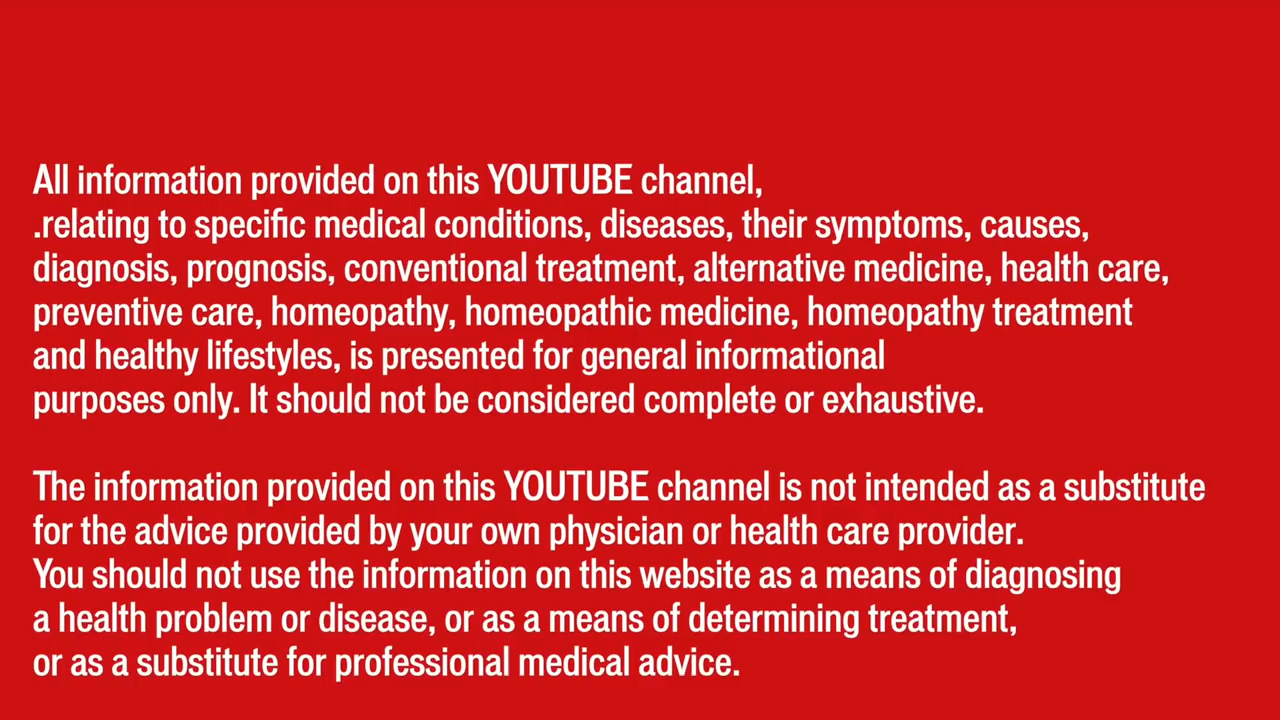 All information provided on this YOUTUBE channel,
.relating to specific medical conditions, diseases, their symptoms, causes,
diagnosis, prognosis, conventional treatment, alternative medicine, health care,
preventive care, homeopathy, homeopathic medicine, homeopathy treatment
and healthy lifestyles, is presented for general informational
purposes only. It should not be considered complete or exhaustive.
The information provided on this YOUTUBE channel is not intended as a substitute
for the advice provided by your own physician or health care provider.
You should not use the information on this website as a means of diagnosing
a health problem or disease, or as a means of determining treatment,
or as a substitute for professional medical advice.